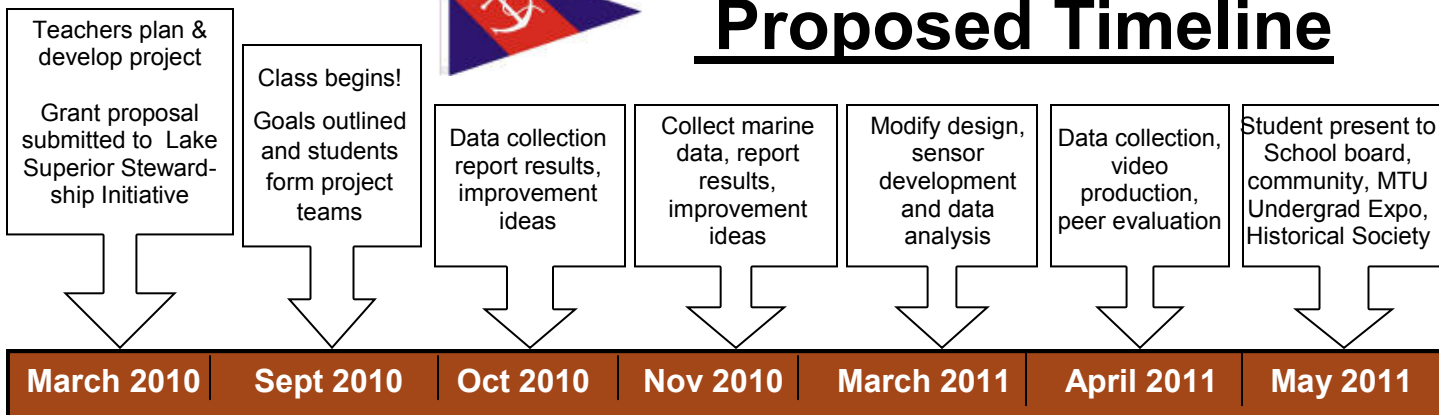 Proposed Timeline
Teachers plan &
develop project
Grant proposal
submitted to Lake
Superior Steward-
ship Initiative
Class begins!
Goals outlined
and students
form project
teams
Data collection
report results,
improvement
ideas
Collect marine
data, report
results,
improvement
ideas
Modify design,
sensor
development
and data
analysis
Data collection,
video
production,
peer evaluation
Student present to
School board,
community, MTU
Undergrad Expo,
Historical Society
March 2010
Sept 2010
Oct 2010
Nov 2010
March 2011
April 2011
May 2011